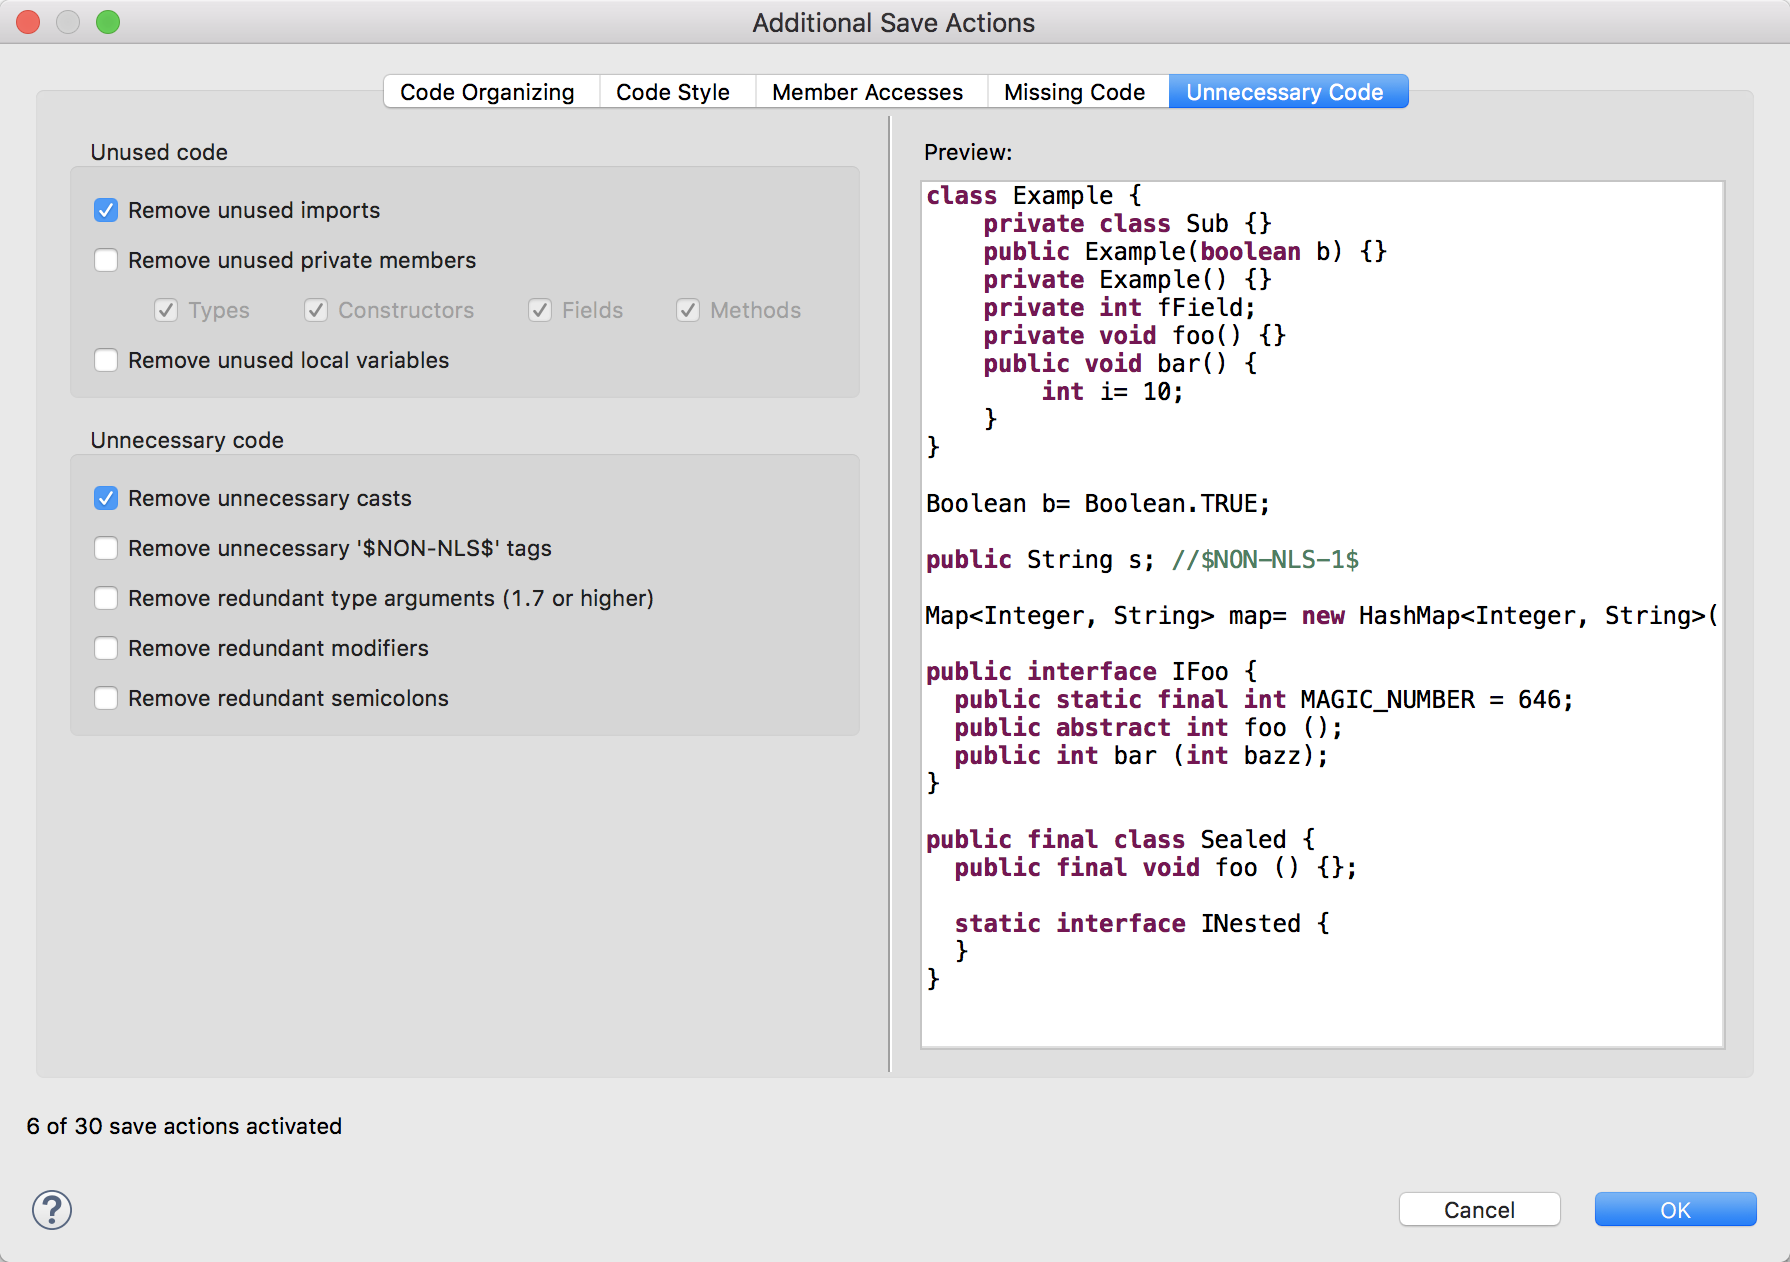 Additional Save Actions
Code Organizing Code Style Member Accesses Missing Code Unnecessary Code
Unused code
Remove unused imports
Remove unused private members
Types Constructors Fields Methods
Remove unused local variables
Unnecessary code
Remove unnecessary casts
Remove unnecessary '$NON-NLS$' tags
Remove redundant type arguments (1.7 or higher)
Remove redundant modifiers
Remove redundant semicolons
Preview:
class Example {
    private class Sub {}
    public Example(boolean b) {}
    private Example() {}
    private int fField;
    private void foo() {}
    public void bar() {
        int i= 10;
    }
}
Boolean b= Boolean.TRUE;
public String s; //$NON-NLS-1$
Map<Integer, String> map= new HashMap<Integer, String>(
public interface IFoo {
  public static final int MAGIC_NUMBER = 646;
  public abstract int foo ();
  public int bar (int bazz);
}
public final class Sealed {
  public final void foo () {};
  static interface INested {
  }
}
6 of 30 save actions activated
?
Cancel OK